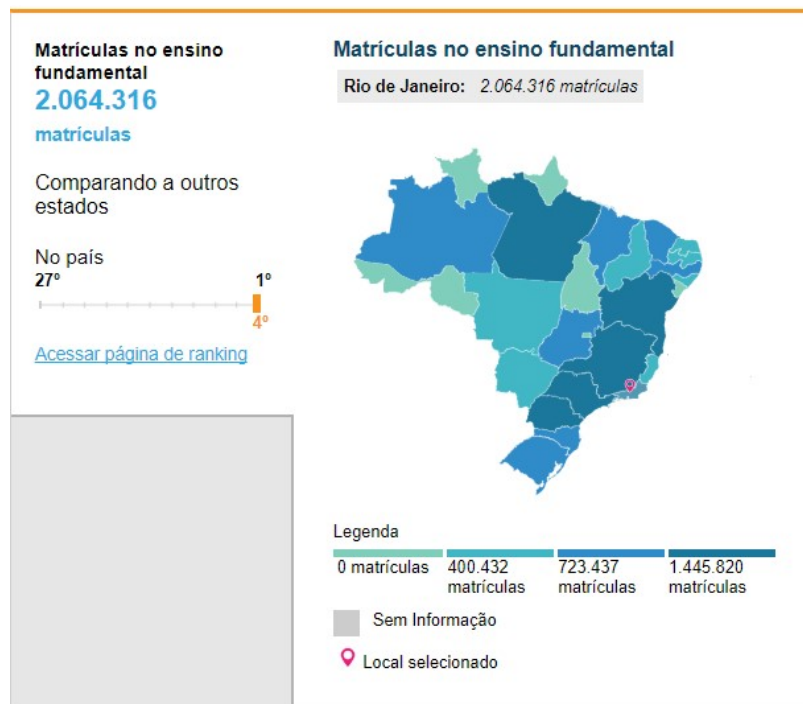 Matrículas no ensino
fundamental
2.064.316
matrículas
Comparando a outros
estados
No país
27º 1º
4º
Acessar página de ranking
Matrículas no ensino fundamental
Rio de Janeiro: 2.064.316 matrículas
Legenda
0 matrículas 400.432 723.437 1.445.820
matrículas matrículas matrículas
Sem Informação
Local selecionado